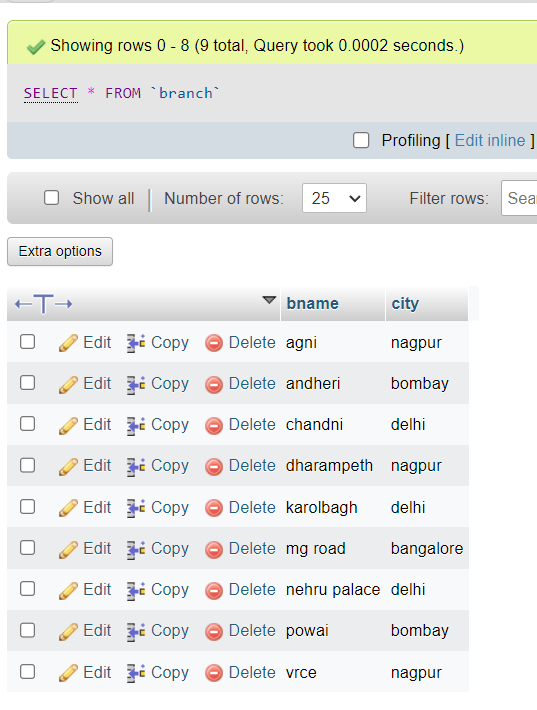 Showing rows 0 - 8 (9 total, Query took 0.0002 seconds.)
SELECT * FROM `branch`
Profiling [ Edit inline ]
Show all Number of rows: 25 Filter rows: Sea
Extra options
←T→ bname city
Edit Copy Delete agni nagpur
Edit Copy Delete andheri bombay
Edit Copy Delete chandni delhi
Edit Copy Delete dharampeth nagpur
Edit Copy Delete karolbagh delhi
Edit Copy Delete mg road bangalore
Edit Copy Delete nehru palace delhi
Edit Copy Delete powai bombay
Edit Copy Delete vrce nagpur